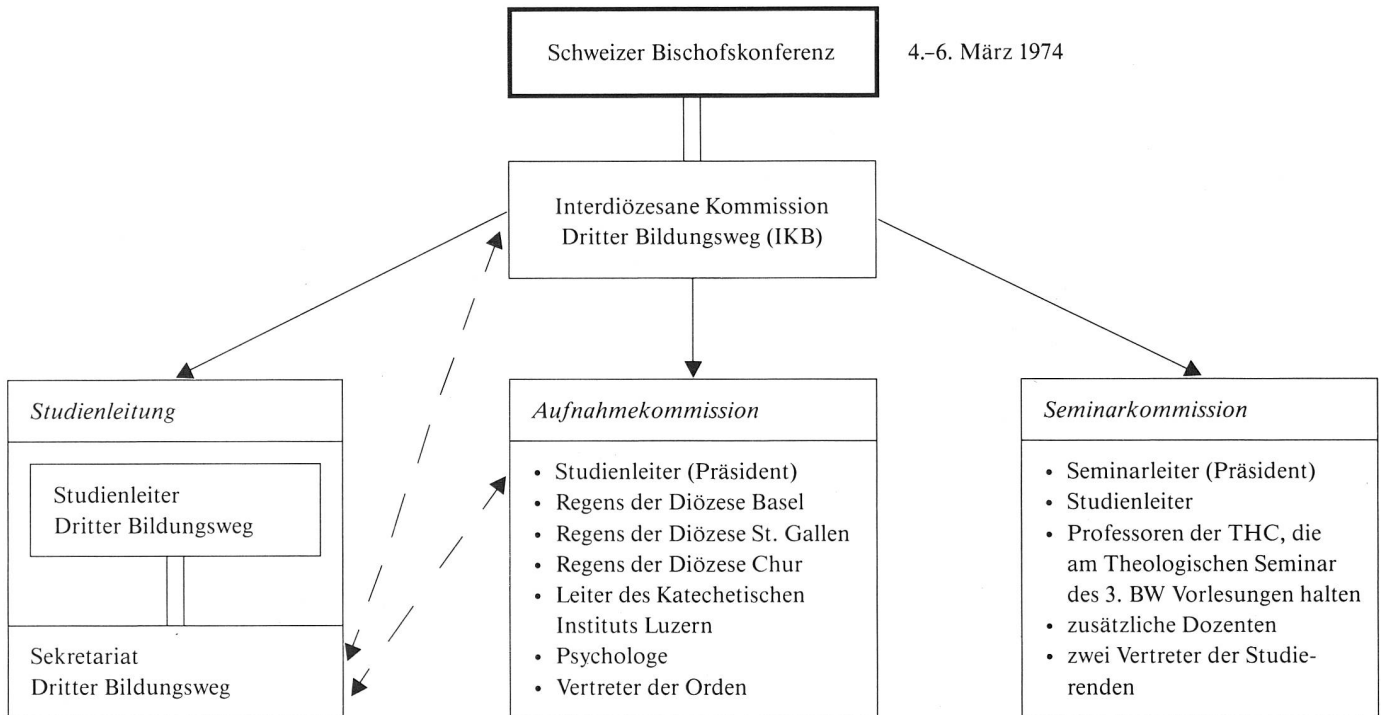 Schweizer Bischofskonferenz
4.–6. März 1974
Interdiözesane Kommission
Dritter Bildungsweg (IKB)
Studienleitung
Studienleiter
Dritter Bildungsweg
Sekretariat
Dritter Bildungsweg
Aufnahmekommission
• Studienleiter (Präsident)
• Regens der Diözese Basel
• Regens der Diözese St. Gallen
• Regens der Diözese Chur
• Leiter des Katechetischen
Instituts Luzern
• Psychologe
• Vertreter der Orden
Seminarkommission
• Seminarleiter (Präsident)
• Studienleiter
• Professoren der THC, die
am Theologischen Seminar
des 3. BW Vorlesungen halten
• zusätzliche Dozenten
• zwei Vertreter der Studie-
renden